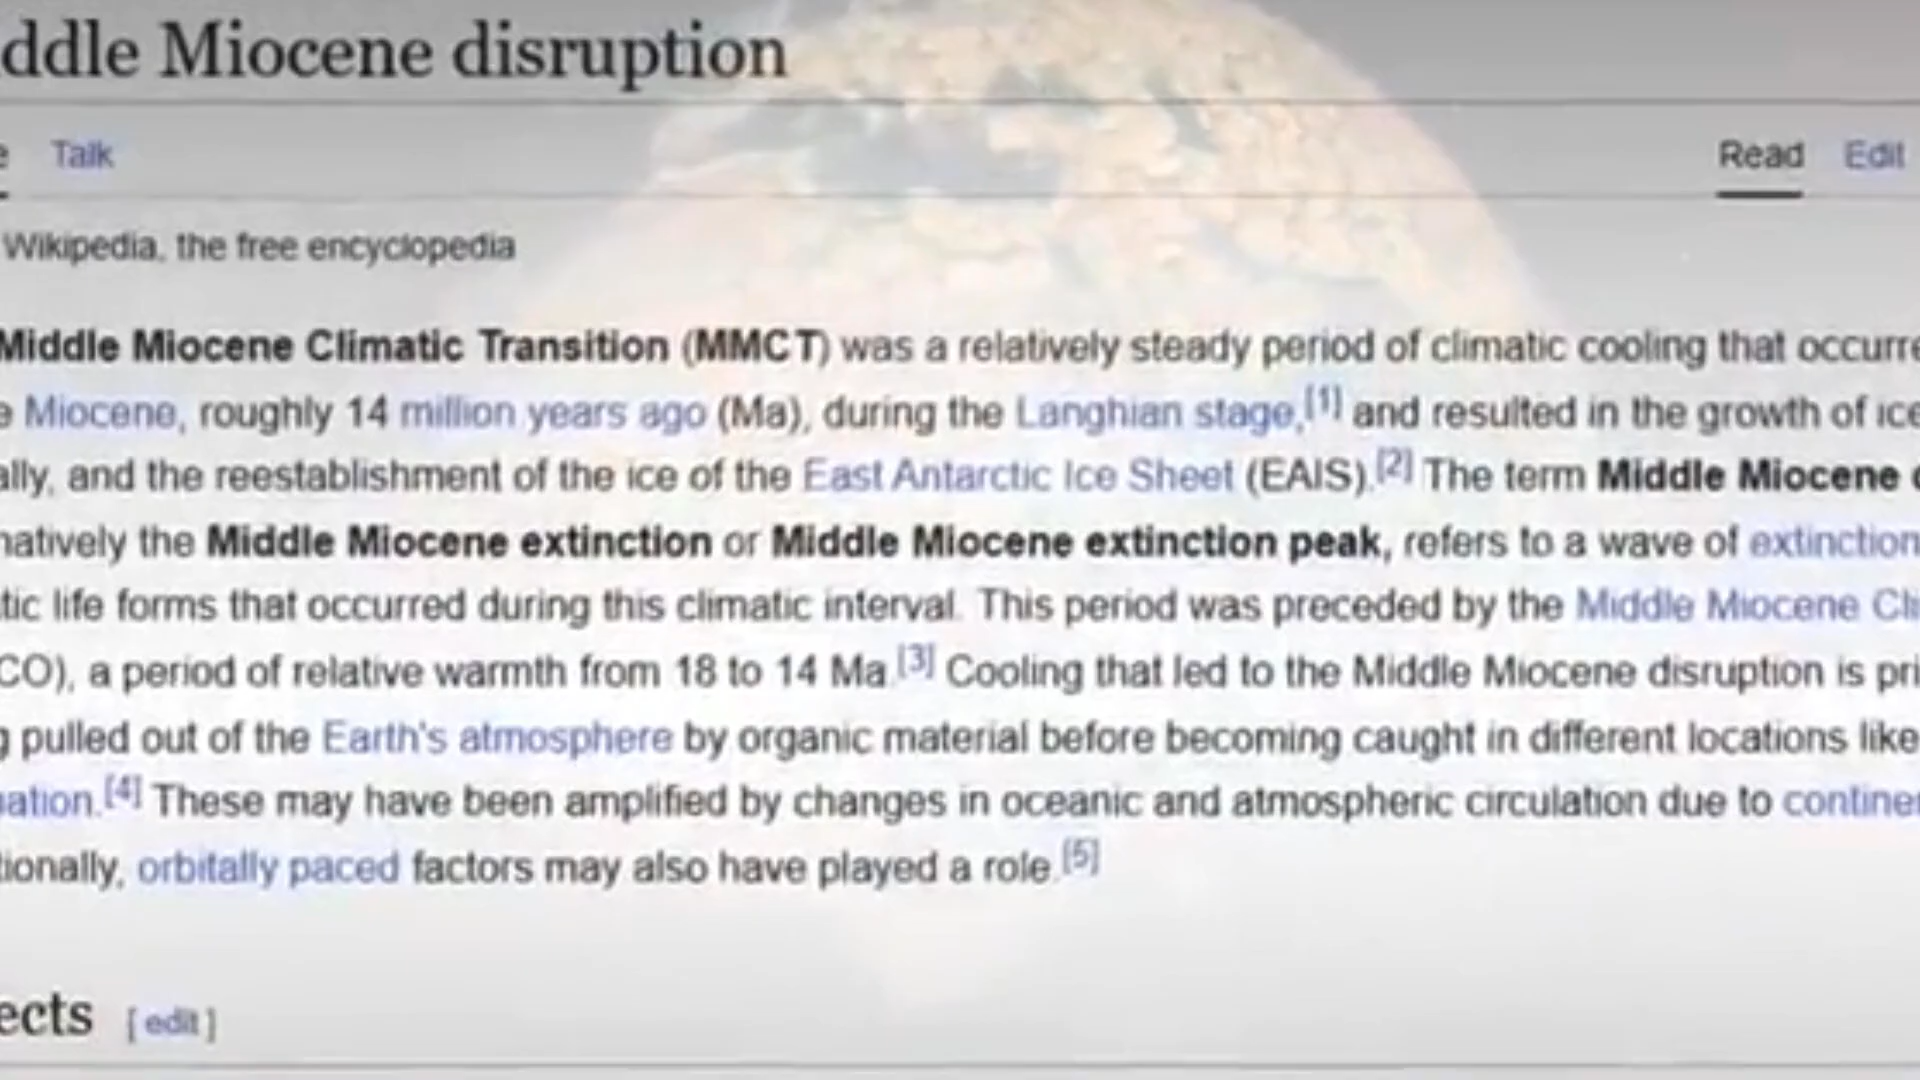 ddle Miocene disruption
e Talk Read Edit
Wikipedia, the free encyclopedia
Middle Miocene Climatic Transition (MMCT) was a relatively steady period of climatic cooling that occurre
e Miocene, roughly 14 million years ago (Ma), during the Langhian stage,[1] and resulted in the growth of ice
ally, and the reestablishment of the ice of the East Antarctic Ice Sheet (EAIS).[2] The term Middle Miocene d
natively the Middle Miocene extinction or Middle Miocene extinction peak, refers to a wave of extinction
tic life forms that occurred during this climatic interval. This period was preceded by the Middle Miocene Cli
CO), a period of relative warmth from 18 to 14 Ma.[3] Cooling that led to the Middle Miocene disruption is pri
g pulled out of the Earth's atmosphere by organic material before becoming caught in different locations like
nation.[4] These may have been amplified by changes in oceanic and atmospheric circulation due to continen
tionally, orbitally paced factors may also have played a role.[5]
ects [edit]